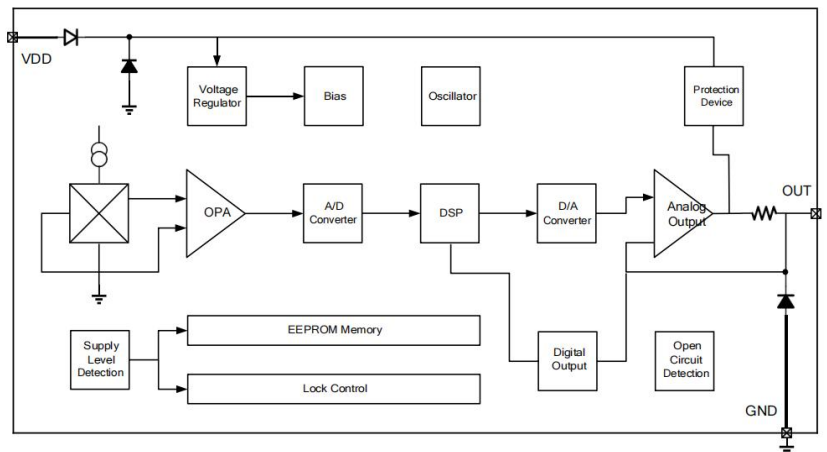 VDD
Voltage
Regulator
Bias
Oscillator
Protection
Device
OUT
OPA
A/D
Converter
DSP
D/A
Converter
Analog
Output
Supply
Level
Detection
EEPROM Memory
Lock Control
Digital
Output
Open
Circuit
Detection
GND